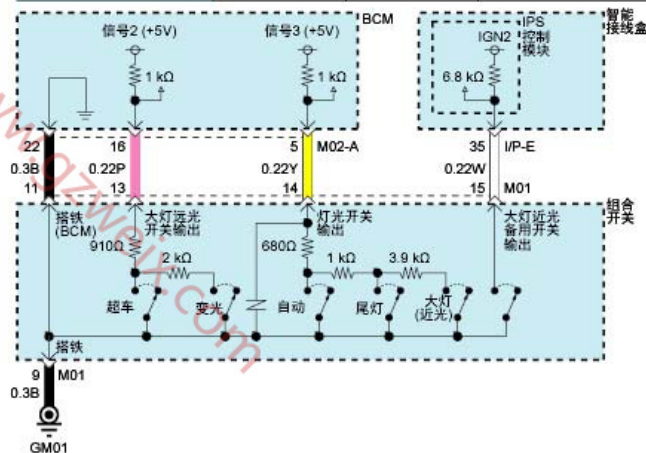 BCM
智能
接线盒
IPS
控制
模块
信号2 (+5V)
信号3 (+5V)
IGN2
1 kΩ
1 kΩ
6.8 kΩ
22
16
5
M02-A
35
I/P-E
0.3B
0.22P
0.22Y
0.22W
11
13
14
15
M01
组合
开关
搭铁
(BCM)
大灯远光
开关输出
灯光开关
输出
大灯近光
备用开关
输出
910Ω
680Ω
2 kΩ
1 kΩ
3.9 kΩ
超车
变光
自动
尾灯
大灯
(近光)
搭铁
9
M01
0.3B
GM01
www.gzweix.com